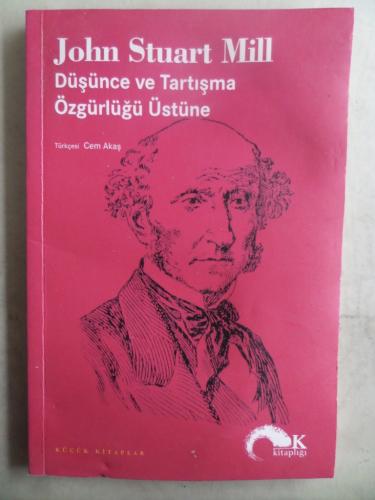 John Stuart Mill
Düşünce ve Tartışma
Özgürlüğü Üstüne
Türkçesi Cem Akaş
KÜÇÜK KİTAPLAR
K
kitaplığı